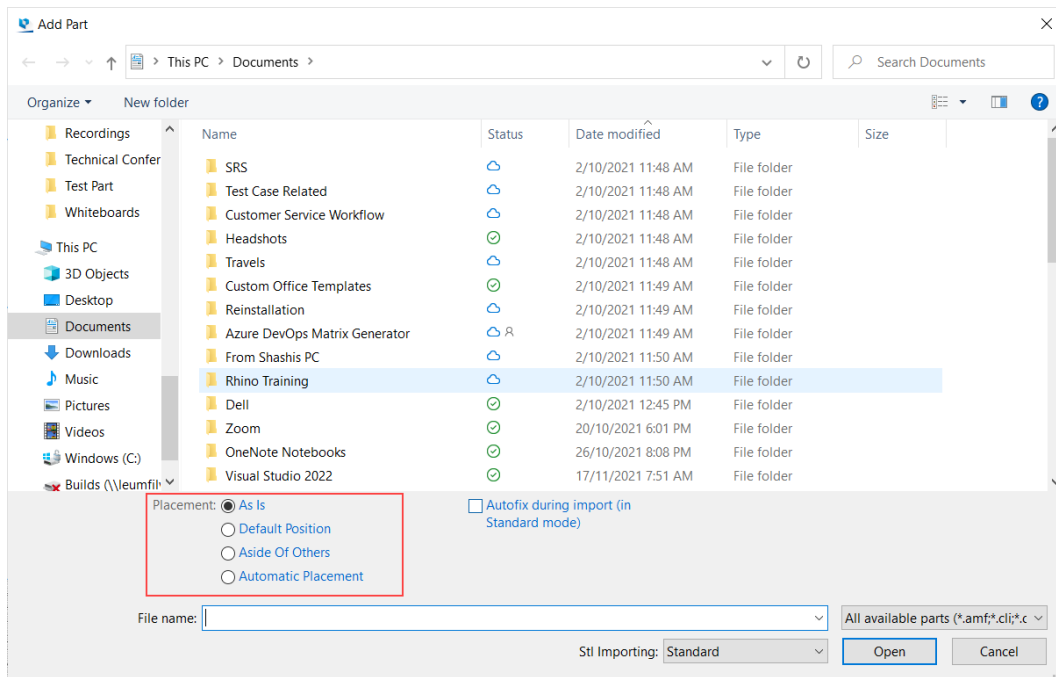 Add Part
This PC > Documents >
Search Documents
Organize
New folder
Recordings
Technical Confer
Test Part
Whiteboards
This PC
3D Objects
Desktop
Documents
Downloads
Music
Pictures
Videos
Windows (C:)
Builds (\\leumfilv
Name Status Date modified Type Size
SRS 2/10/2021 11:48 AM File folder
Test Case Related 2/10/2021 11:48 AM File folder
Customer Service Workflow 2/10/2021 11:48 AM File folder
Headshots 2/10/2021 11:48 AM File folder
Travels 2/10/2021 11:48 AM File folder
Custom Office Templates 2/10/2021 11:49 AM File folder
Reinstallation 2/10/2021 11:49 AM File folder
Azure DevOps Matrix Generator 2/10/2021 11:49 AM File folder
From Shashis PC 2/10/2021 11:50 AM File folder
Rhino Training 2/10/2021 11:50 AM File folder
Dell 2/10/2021 12:45 PM File folder
Zoom 20/10/2021 6:01 PM File folder
OneNote Notebooks 26/10/2021 8:08 PM File folder
Visual Studio 2022 17/11/2021 7:51 AM File folder
Placement: As Is
Default Position
Aside Of Others
Automatic Placement
Autofix during import (in
Standard mode)
File name:
All available parts (*.amf;*.cli;*.c
Stl Importing: Standard
Open
Cancel